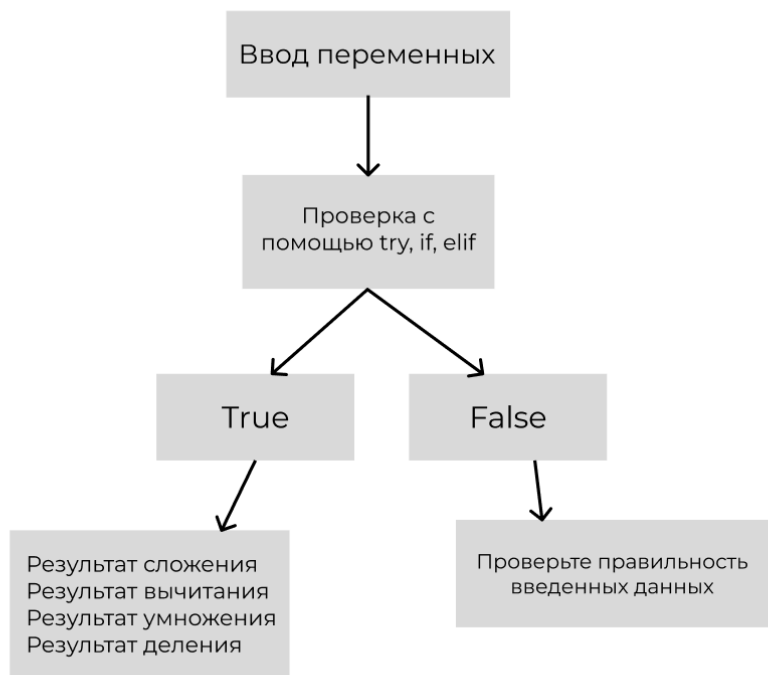 Ввод переменных
Проверка с
помощью try, if, elif
True
False
Результат сложения
Результат вычитания
Результат умножения
Результат деления
Проверьте правильность
введенных данных